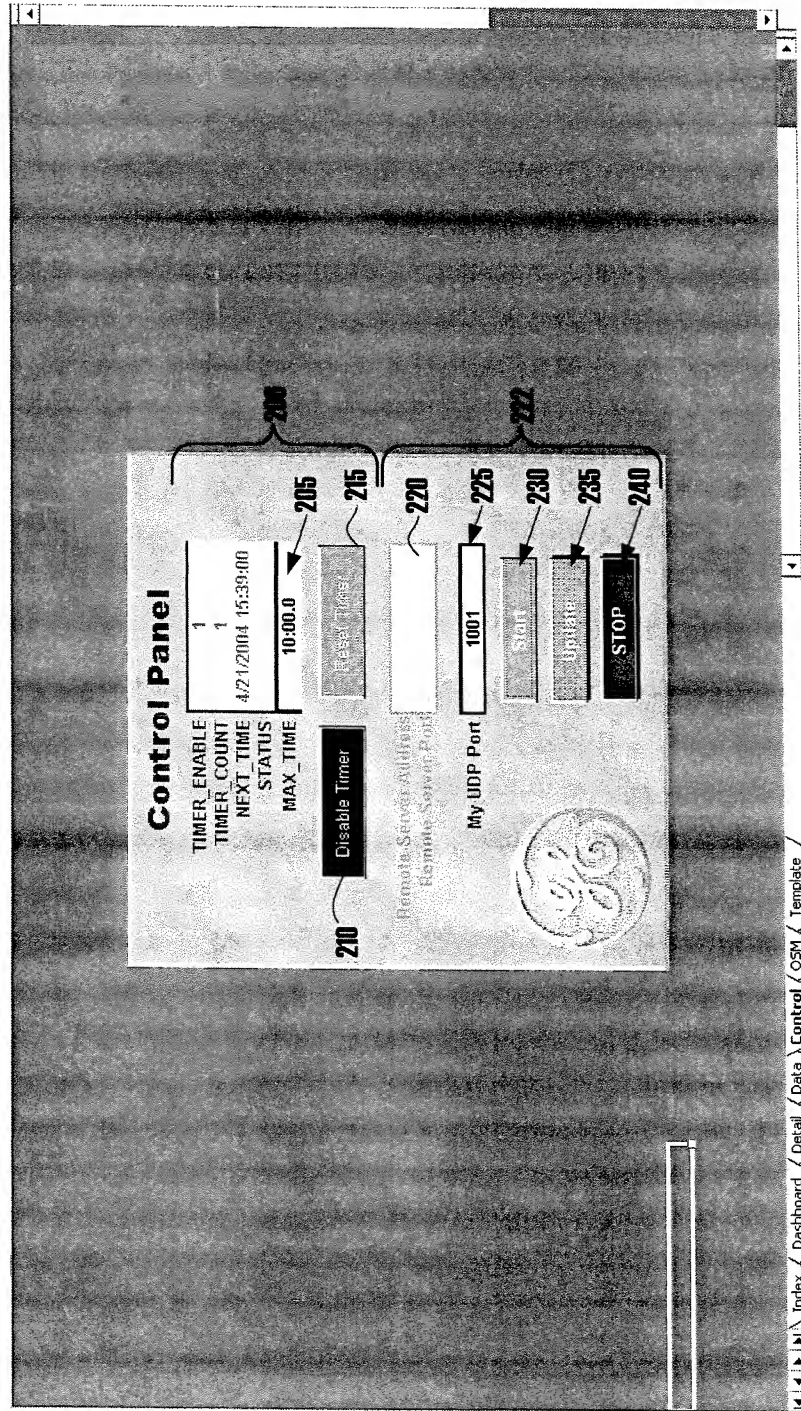 Control Panel
TIMER_ENABLE 1
TIMER_COUNT 1
NEXT_TIME 4/21/2004 15:39:00
STATUS
MAX_TIME 10:00.0
205
206
Disable Timer
Reset Timer
210
215
Remote Server Address
Remote Server Port
220
222
My UDP Port 1001
225
Start
230
Update
235
STOP
240
Index / Dashboard / Detail / Data \ Control / OSM / Template /